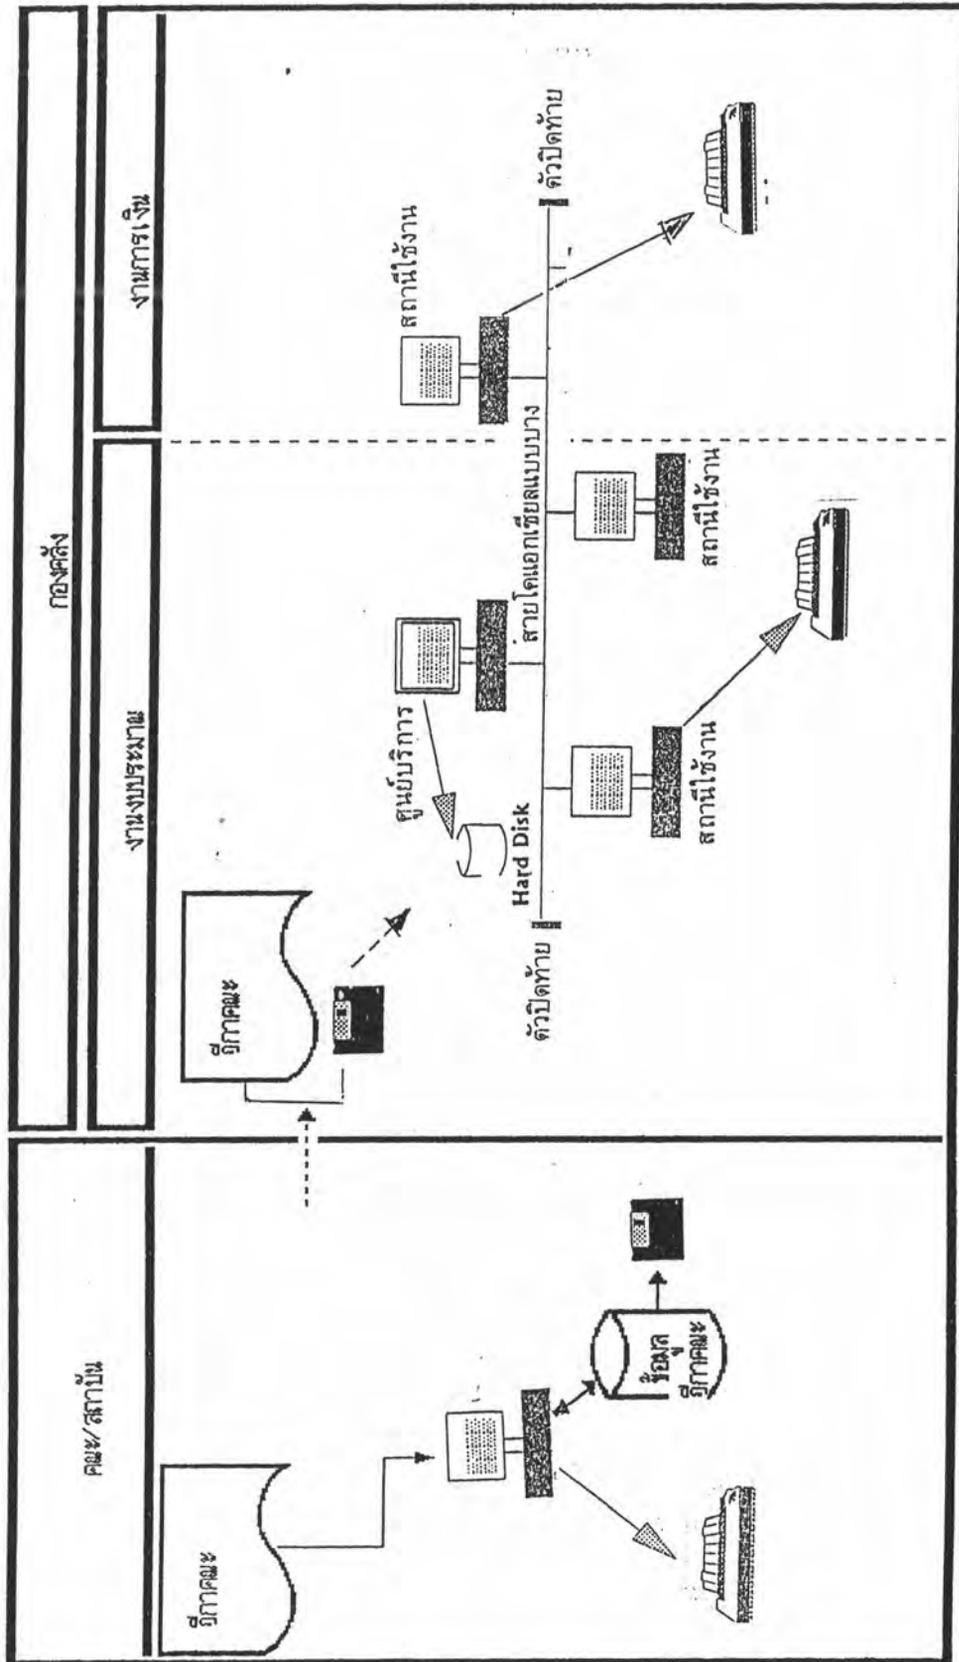 คณะ/สถาบัน
กองคลัง
งานงบประมาณ
งานการเงิน
ฎีกาคณะ
ข้อมูล
ฎีกาคณะ
ฎีกาคณะ
ศูนย์บริการ
Hard Disk
ตัวปิดท้าย
สายโคแอกเซียลแบบบาง
สถานีใช้งาน
สถานีใช้งาน
สถานีใช้งาน
ตัวปิดท้าย